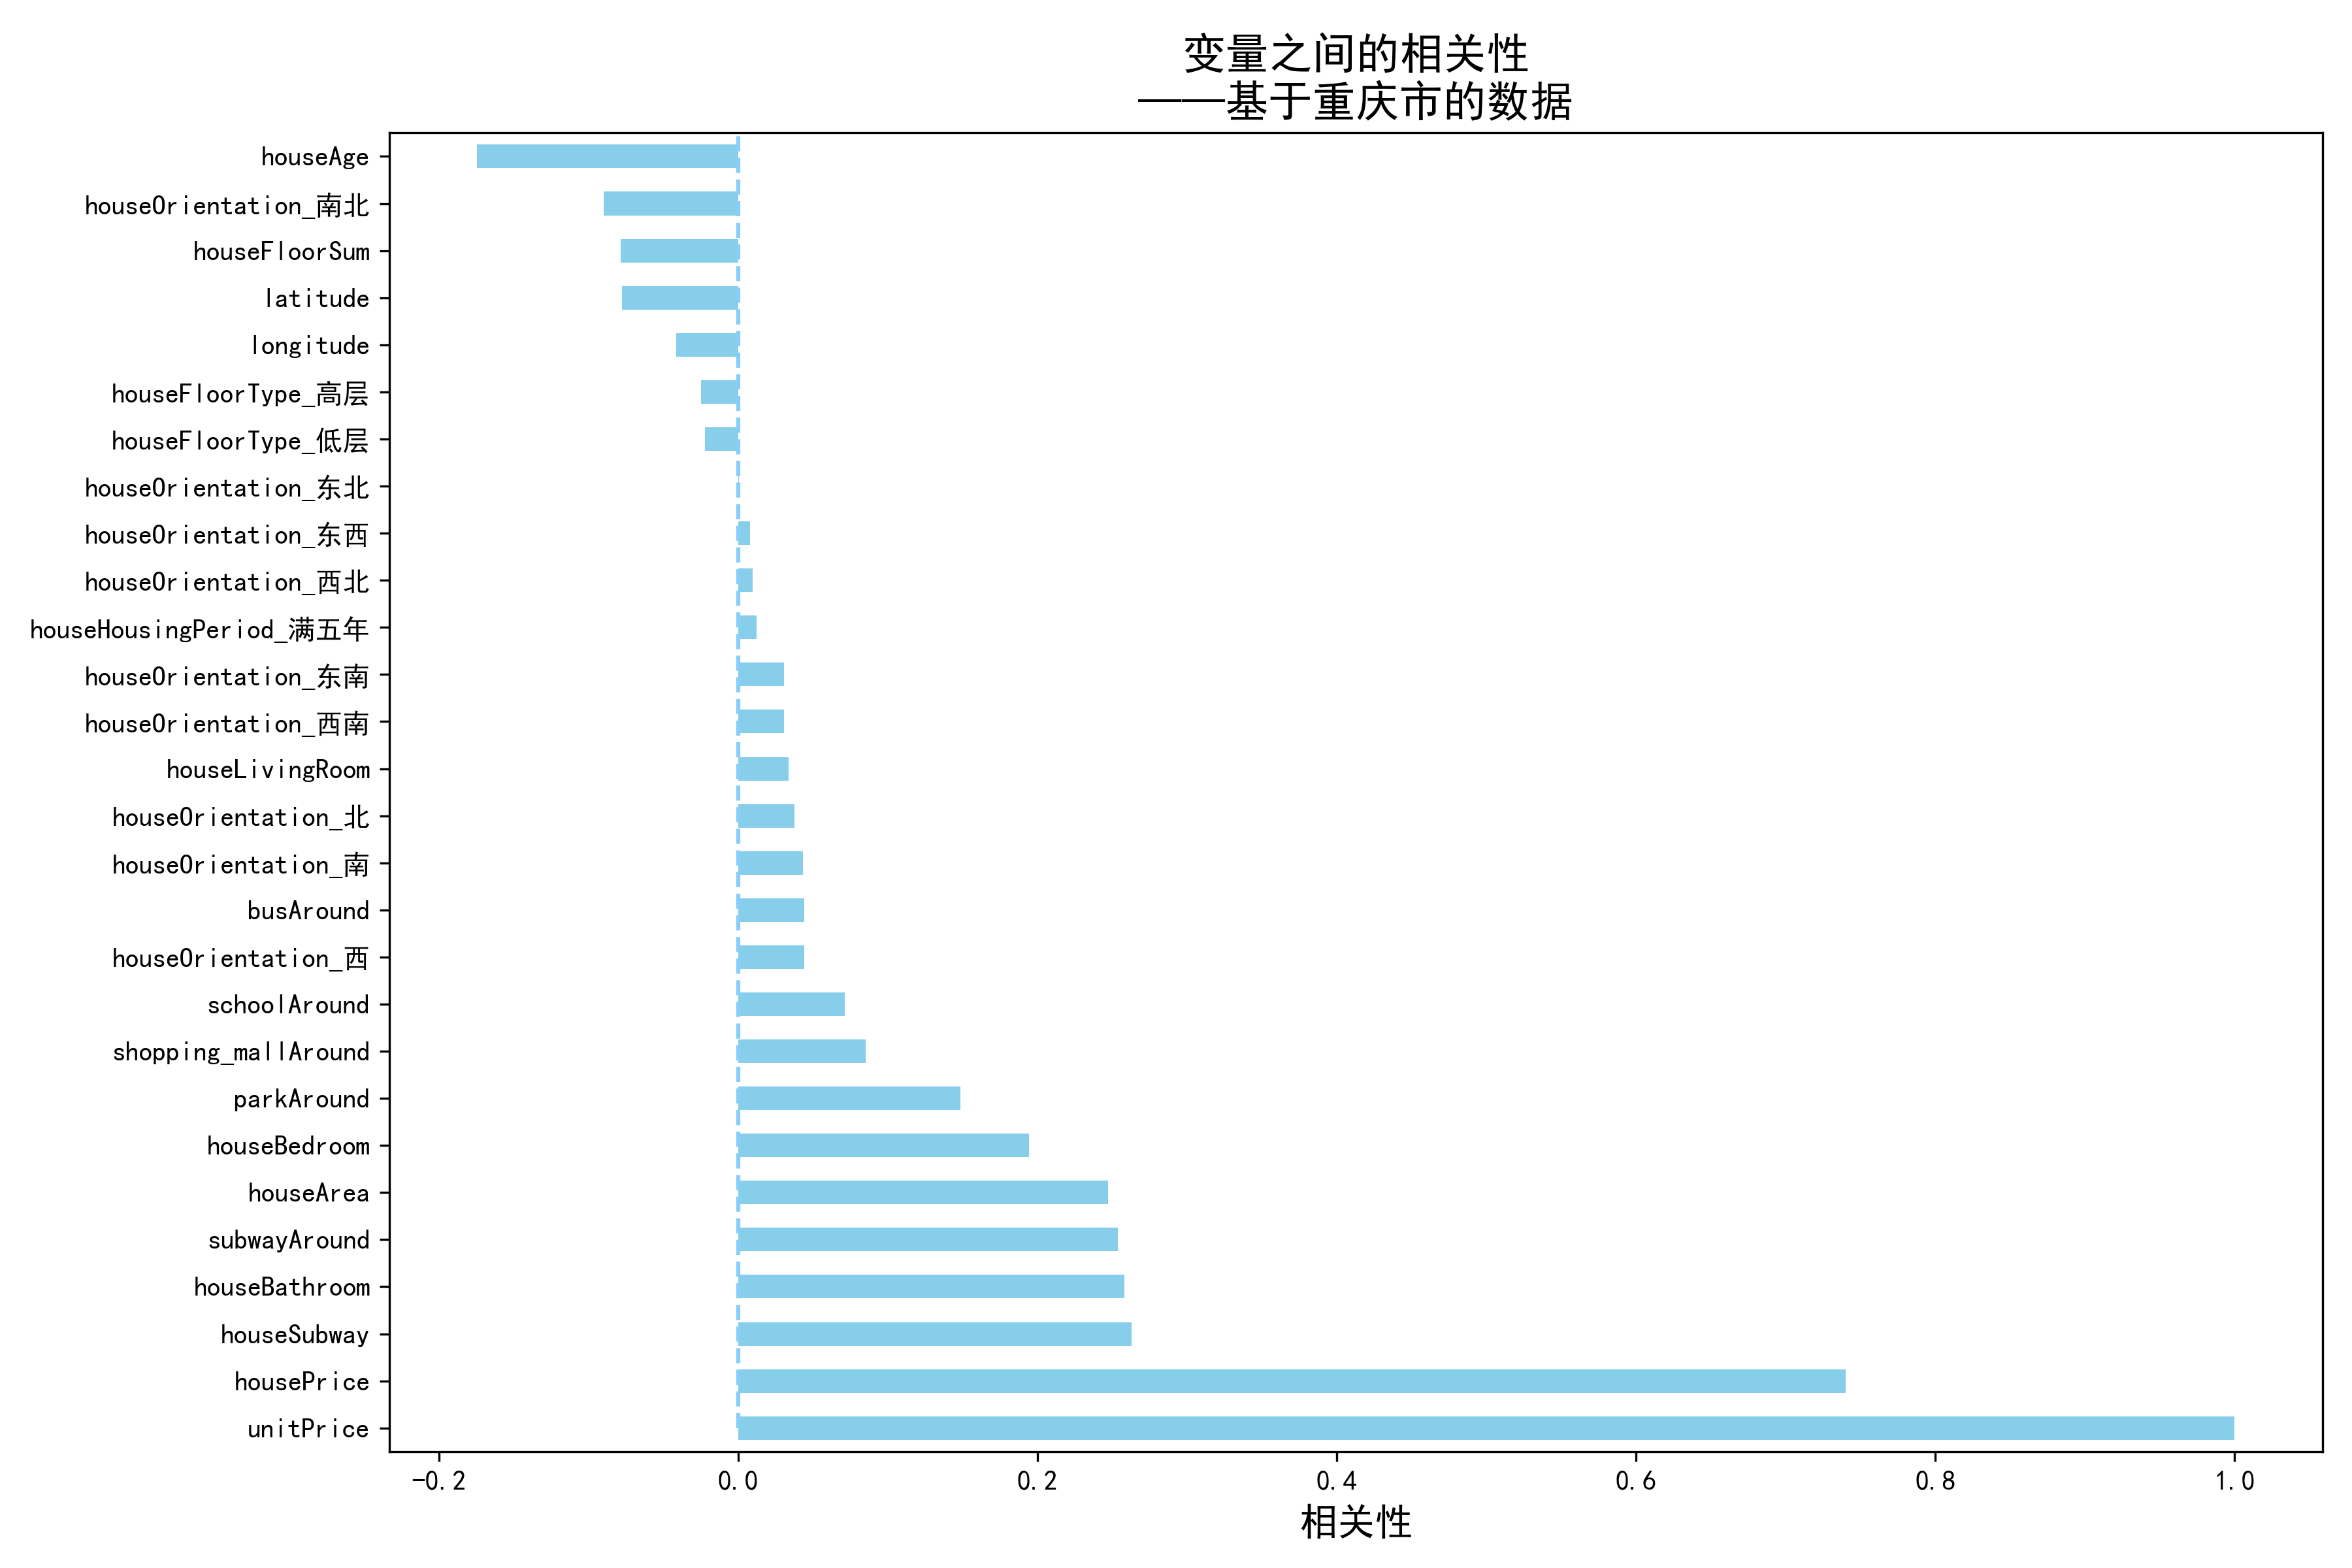 变量之间的相关性
——基于重庆市的数据
houseAge
houseOrientation_南北
houseFloorSum
latitude
longitude
houseFloorType_高层
houseFloorType_低层
houseOrientation_东北
houseOrientation_东西
houseOrientation_西北
houseHousingPeriod_满五年
houseOrientation_东南
houseOrientation_西南
houseLivingRoom
houseOrientation_北
houseOrientation_南
busAround
houseOrientation_西
schoolAround
shopping_mallAround
parkAround
houseBedroom
houseArea
subwayAround
houseBathroom
houseSubway
housePrice
unitPrice
−0.2 0.0 0.2 0.4 0.6 0.8 1.0
相关性